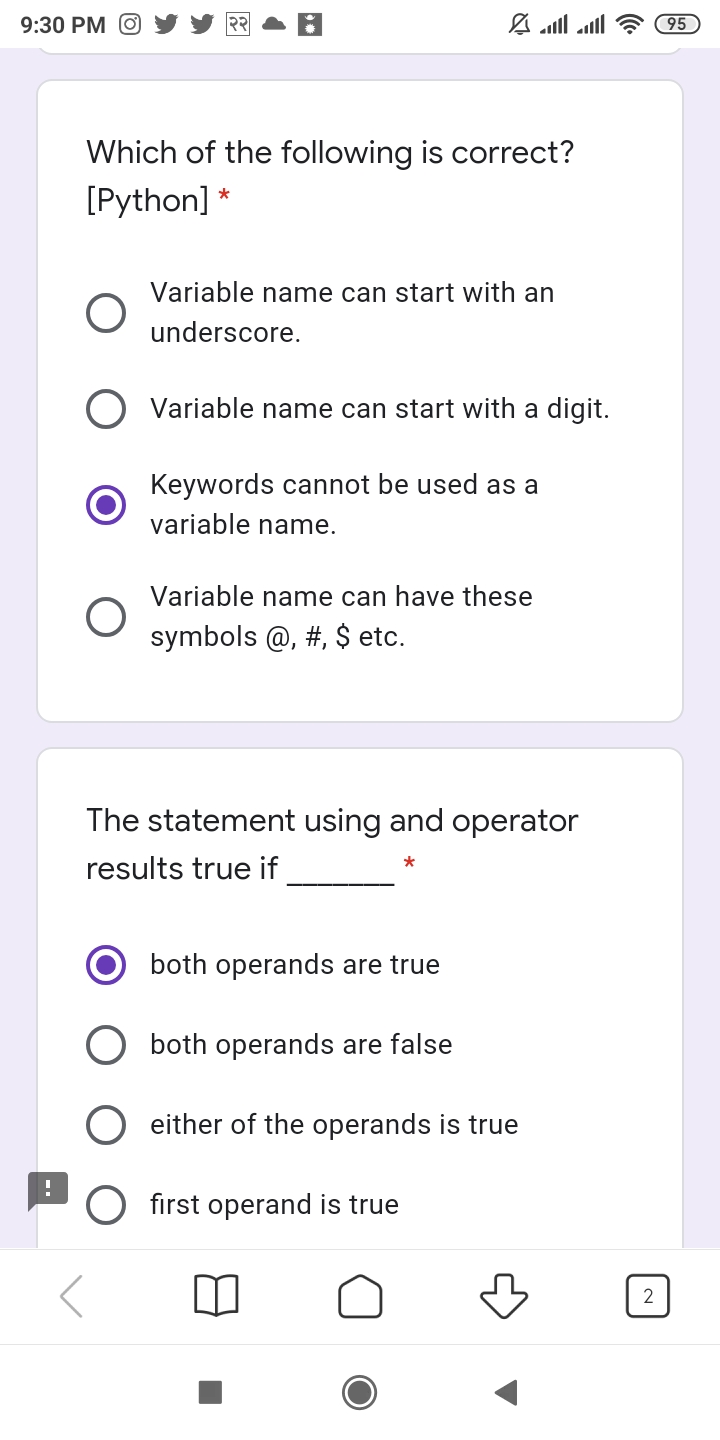 9:30 PM
२२
95
Which of the following is correct?
[Python] *
Variable name can start with an
underscore.
Variable name can start with a digit.
Keywords cannot be used as a
variable name.
Variable name can have these
symbols @, #, $ etc.
The statement using and operator
results true if _______ *
both operands are true
both operands are false
either of the operands is true
first operand is true
2